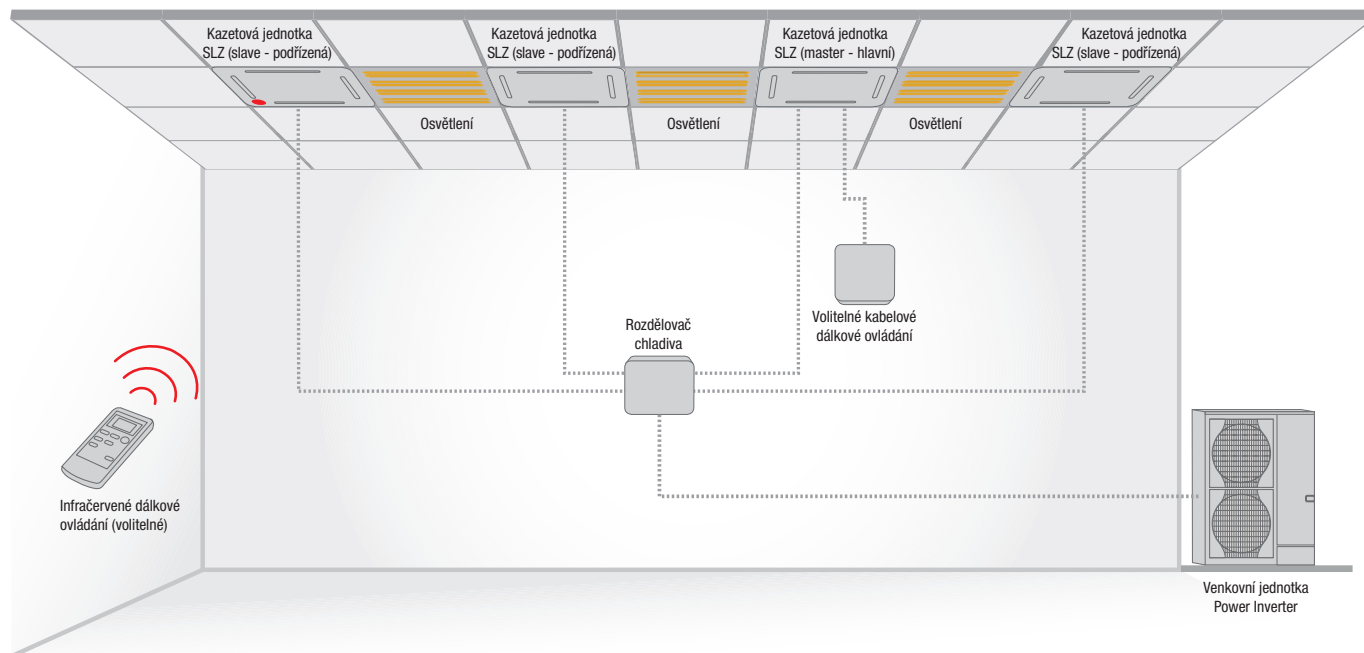 Kazetová jednotka
SLZ (slave - podřízená)
Kazetová jednotka
SLZ (slave - podřízená)
Kazetová jednotka
SLZ (master - hlavní)
Kazetová jednotka
SLZ (slave - podřízená)
Osvětlení
Osvětlení
Osvětlení
Volitelné kabelové
dálkové ovládání
Rozdělovač
chladiva
Infračervené dálkové
ovládání (volitelné)
Venkovní jednotka
Power Inverter